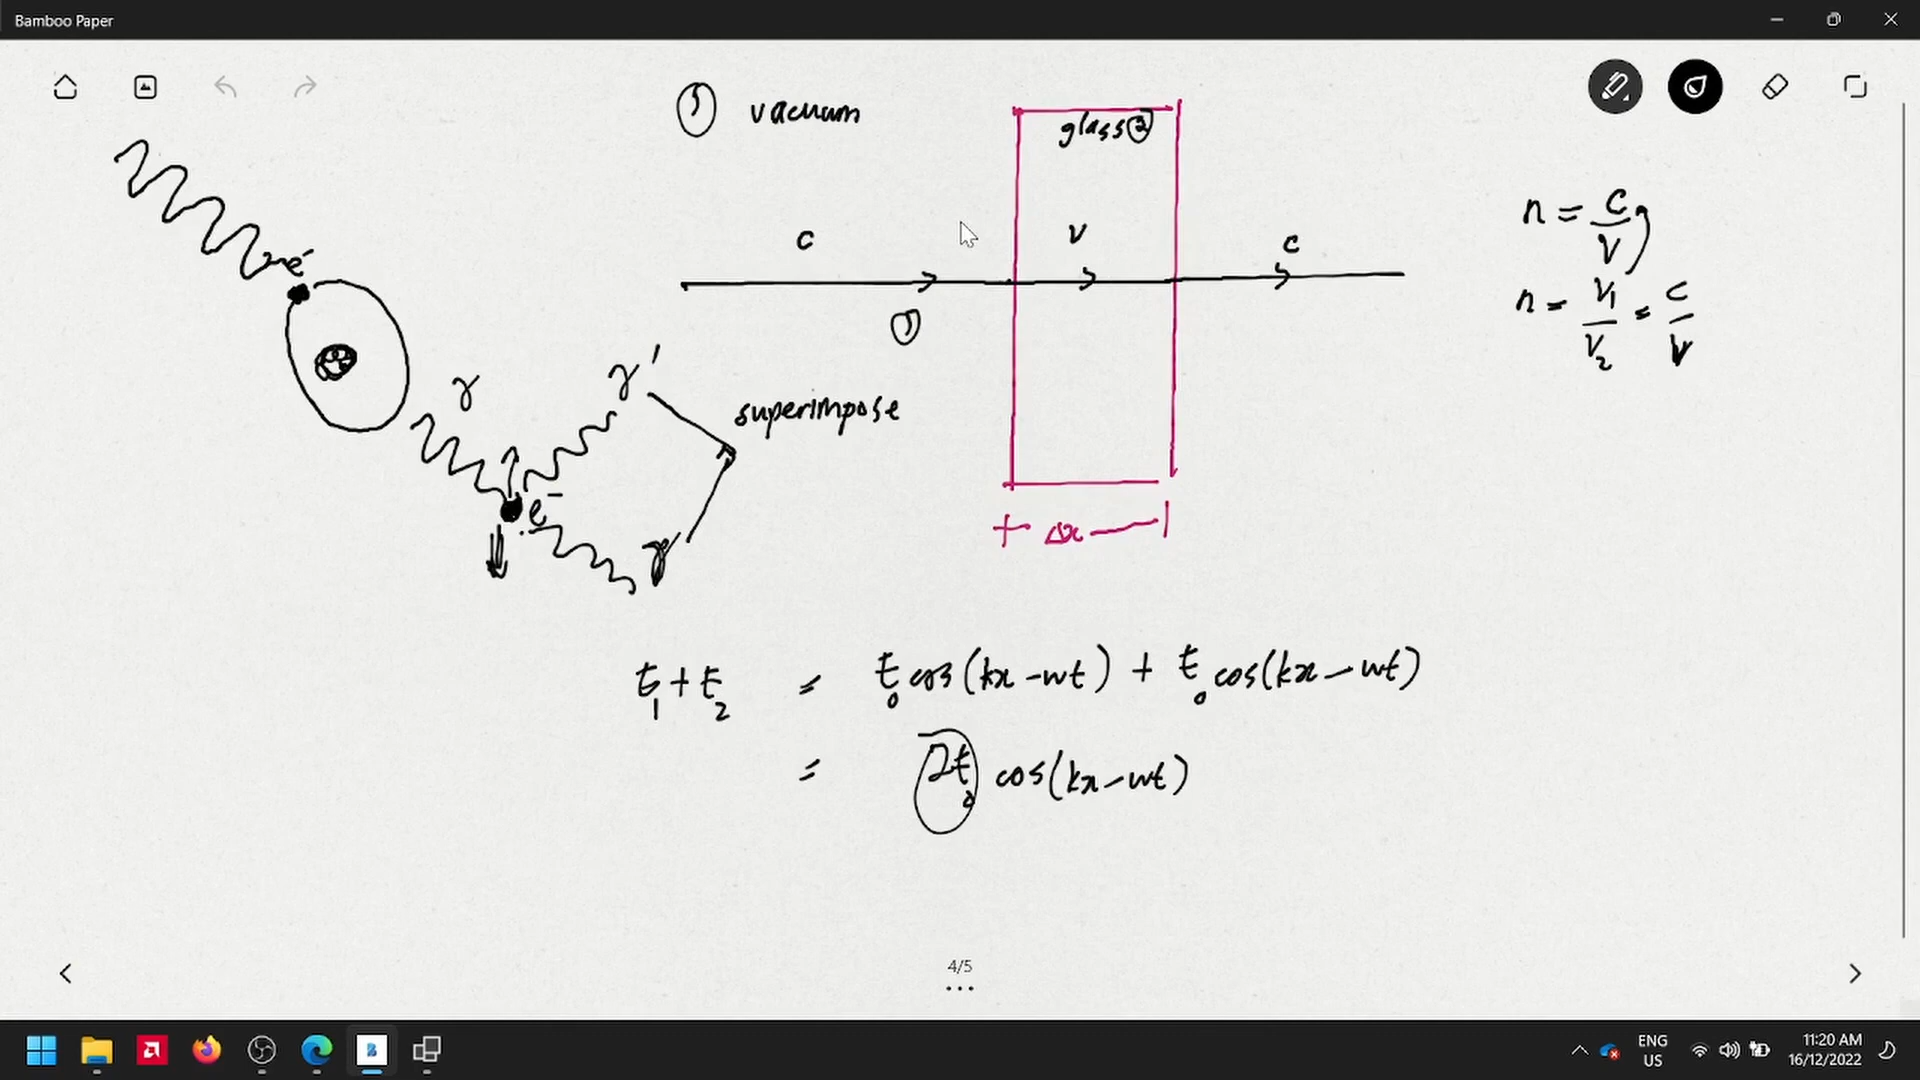 Bamboo Paper
① vacuum
glass②
c
v
c
①
n = c/v
n = v₁/v₂ = c/v
e⁻
γ
γ'
superimpose
e⁻
γ
Δx
E₁ + E₂ = E₀ cos(kx - wt) + E₀ cos(kx - wt)
= 2E₀ cos(kx - wt)
4/5
ENG
US
11:20 AM
16/12/2022